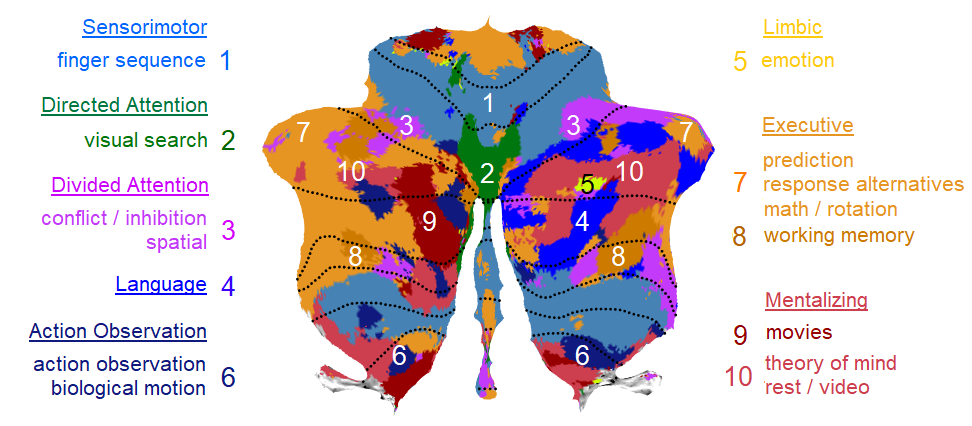 Sensorimotor
finger sequence 1
Directed Attention
visual search 2
Divided Attention
conflict / inhibition
spatial 3
Language 4
Action Observation
action observation
biological motion 6
1
3
3
7
7
2
10
10
5
9
4
8
8
6
6
Limbic
5 emotion
Executive
prediction
7 response alternatives
math / rotation
8 working memory
Mentalizing
9 movies
theory of mind
10 rest / video